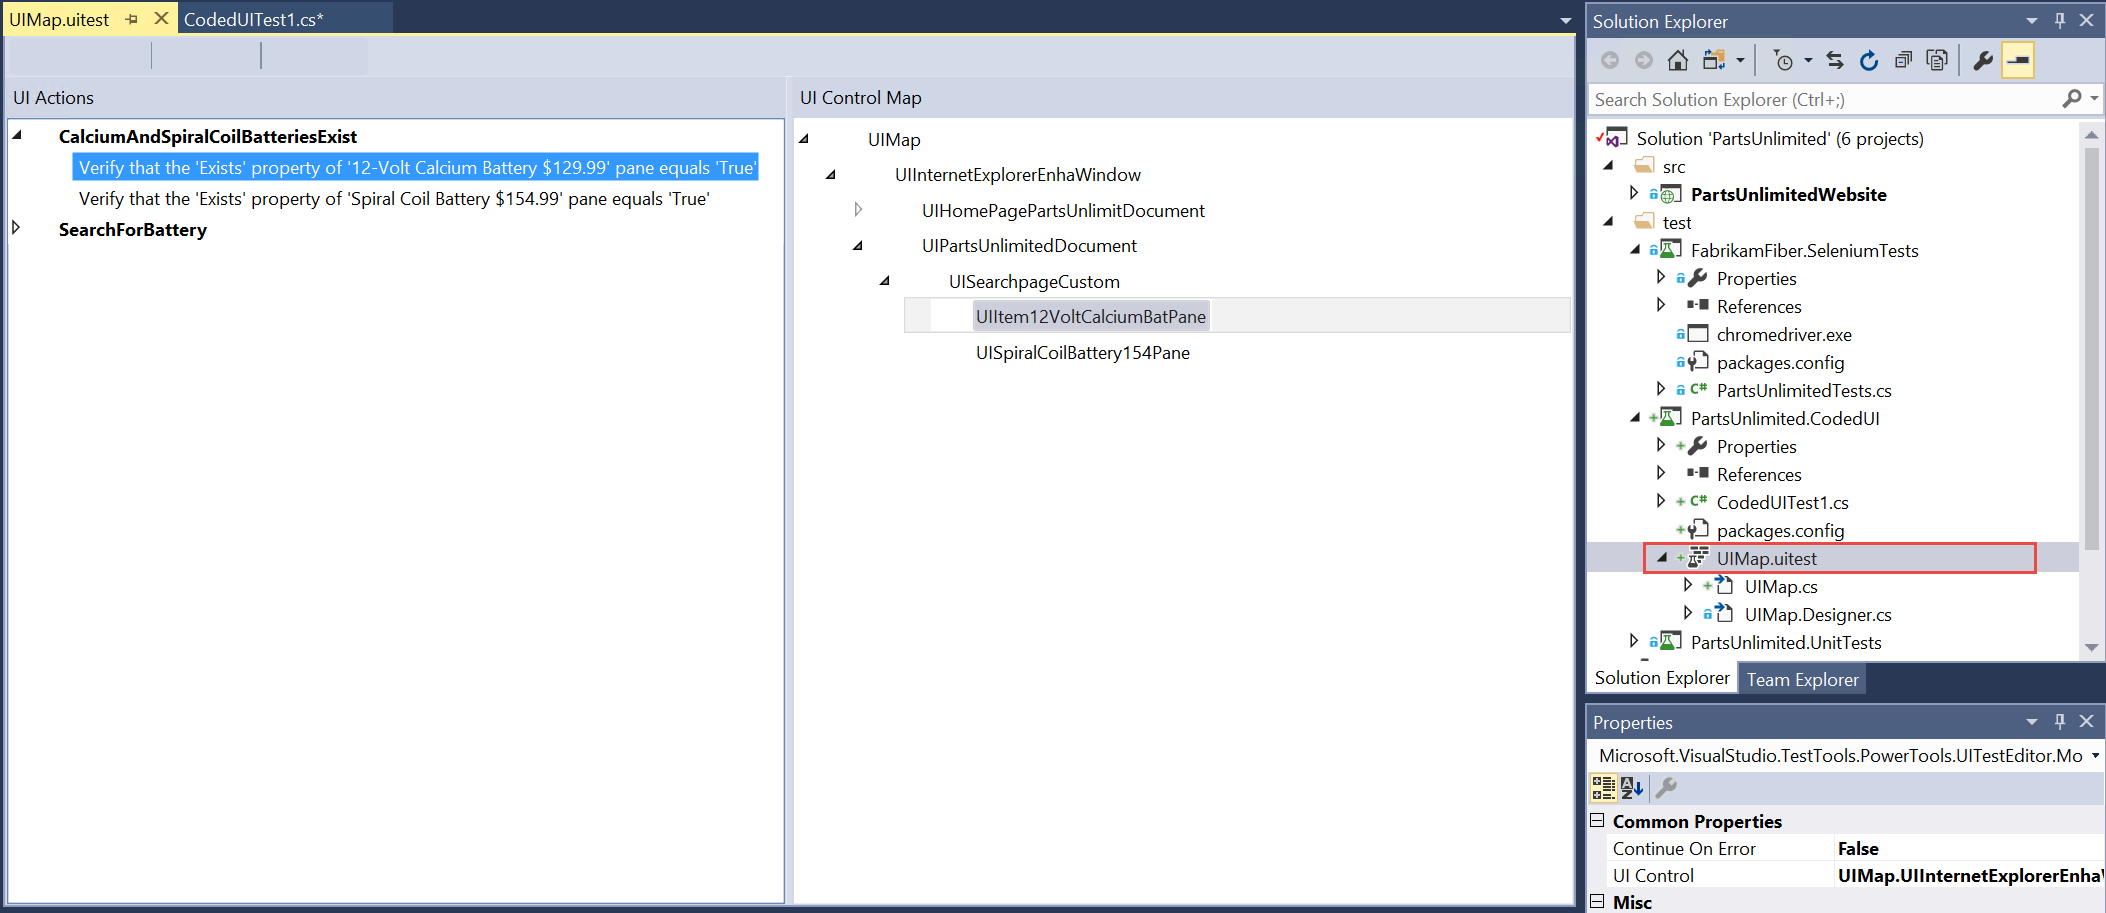 UIMap.uitest
CodedUITest1.cs*
UI Actions
CalciumAndSpiralCoilBatteriesExist
Verify that the 'Exists' property of '12-Volt Calcium Battery $129.99' pane equals 'True'
Verify that the 'Exists' property of 'Spiral Coil Battery $154.99' pane equals 'True'
SearchForBattery
UI Control Map
UIMap
UIInternetExplorerEnhaWindow
UIHomePagePartsUnlimitDocument
UIPartsUnlimitedDocument
UISearchpageCustom
UIItem12VoltCalciumBatPane
UISpiralCoilBattery154Pane
Solution Explorer
Search Solution Explorer (Ctrl+;)
Solution 'PartsUnlimited' (6 projects)
src
PartsUnlimitedWebsite
test
FabrikamFiber.SeleniumTests
Properties
References
chromedriver.exe
packages.config
C# PartsUnlimitedTests.cs
PartsUnlimited.CodedUI
Properties
References
C# CodedUITest1.cs
packages.config
UIMap.uitest
UIMap.cs
UIMap.Designer.cs
PartsUnlimited.UnitTests
Solution Explorer
Team Explorer
Properties
Microsoft.VisualStudio.TestTools.PowerTools.UITestEditor.Mo
Common Properties
Continue On Error False
UI Control UIMap.UIInternetExplorerEnha
Misc